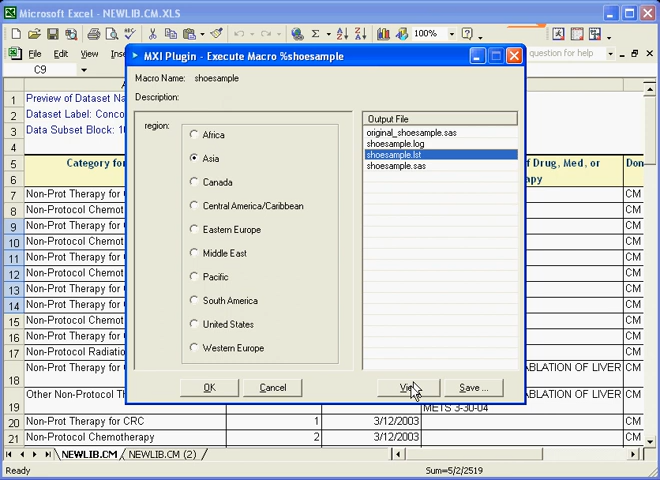 Microsoft Excel - NEWLIB.CM.XLS
100%
File Edit View Ins
question for help
C9
MXI Plugin - Execute Macro %shoesample
Macro Name: shoesample
Description:
region:
Africa
Asia
Canada
Central America/Caribbean
Eastern Europe
Middle East
Pacific
South America
United States
Western Europe
Output File
original_shoesample.sas
shoesample.log
shoesample.lst
shoesample.sas
OK Cancel Save ...
1 Preview of Dataset Na
2 Dataset Label: Conco
3 Data Subset Block: 1
4
5 Category for of Drug, Med, or Don
6 apy
7 Non-Prot Therapy for C CM
8 Non-Protocol Chemot CM
9 Non-Prot Therapy for C CM
10 Non-Protocol Chemot CM
11 Non-Prot Therapy for C CM
12 Non-Protocol Chemot CM
13 Non-Prot Therapy for C CM
14 Non-Prot Therapy for C CM
15 Non-Protocol Chemot CM
16 Non-Prot Therapy for C CM
17 Non-Protocol Radiatio CM
18 Non-Prot Therapy for C ABLATION OF LIVER CM
19 Other Non-Protocol Th ABLATION OF LIVER CM
METS 3-30-04
20 Non-Prot Therapy for CRC 1 3/12/2003 CM
21 Non-Protocol Chemotherapy 2 3/12/2003 CM
NEWLIB.CM NEWLIB.CM (2)
Ready Sum=5/2/2519